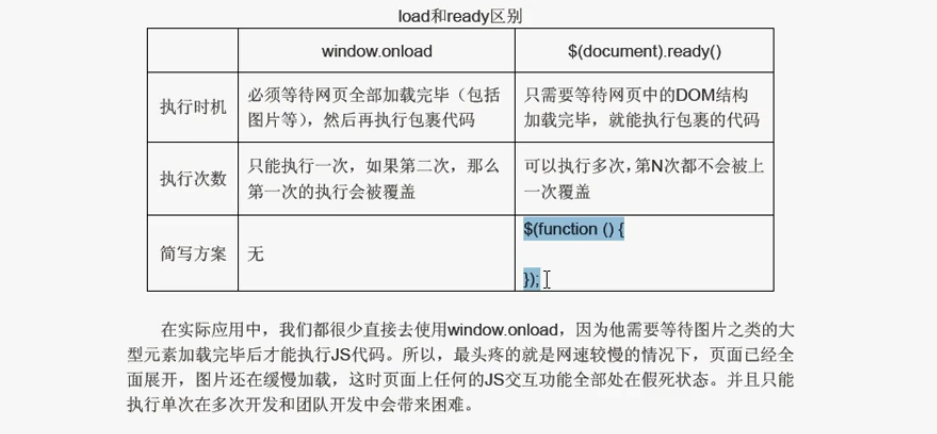 load和ready区别
window.onload
$(document).ready()
执行时机
必须等待网页全部加载完毕（包括
图片等），然后再执行包裹代码
只需要等待网页中的DOM结构
加载完毕，就能执行包裹的代码
执行次数
只能执行一次，如果第二次，那么
第一次的执行会被覆盖
可以执行多次，第N次都不会被上
一次覆盖
简写方案
无
$(function () {
});
在实际应用中，我们都很少直接去使用window.onload，因为他需要等待图片之类的大
型元素加载完毕后才能执行JS代码。所以，最头疼的就是网速较慢的情况下，页面已经全
面展开，图片还在缓慢加载，这时页面上任何的JS交互功能全部处在假死状态。并且只能
执行单次在多次开发和团队开发中会带来困难。